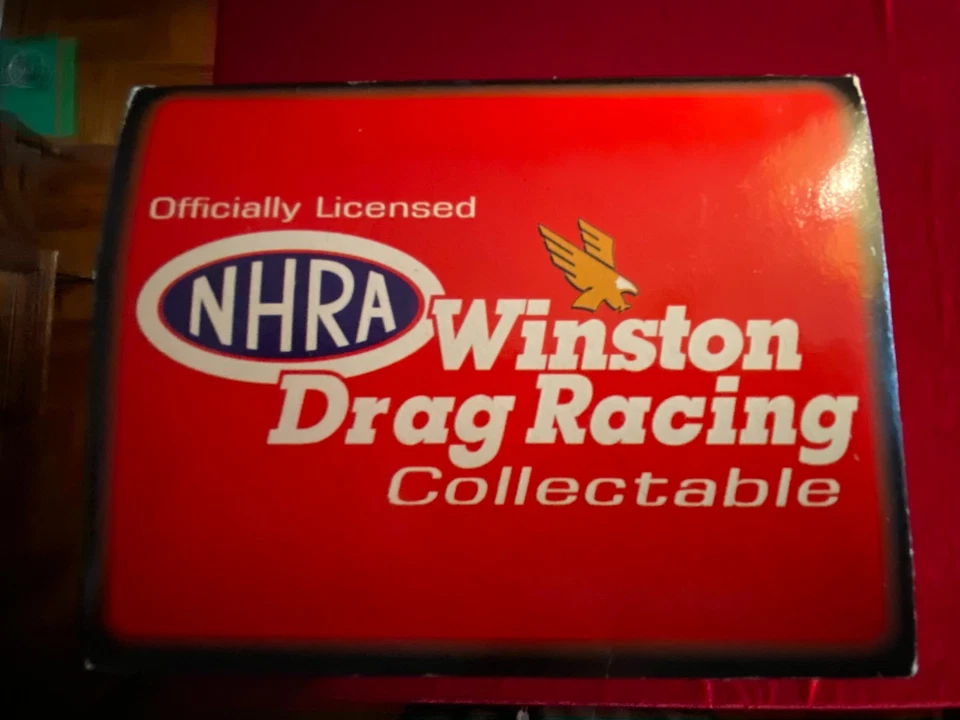 Officially Licensed
NHRA Winston
Drag Racing
Collectable